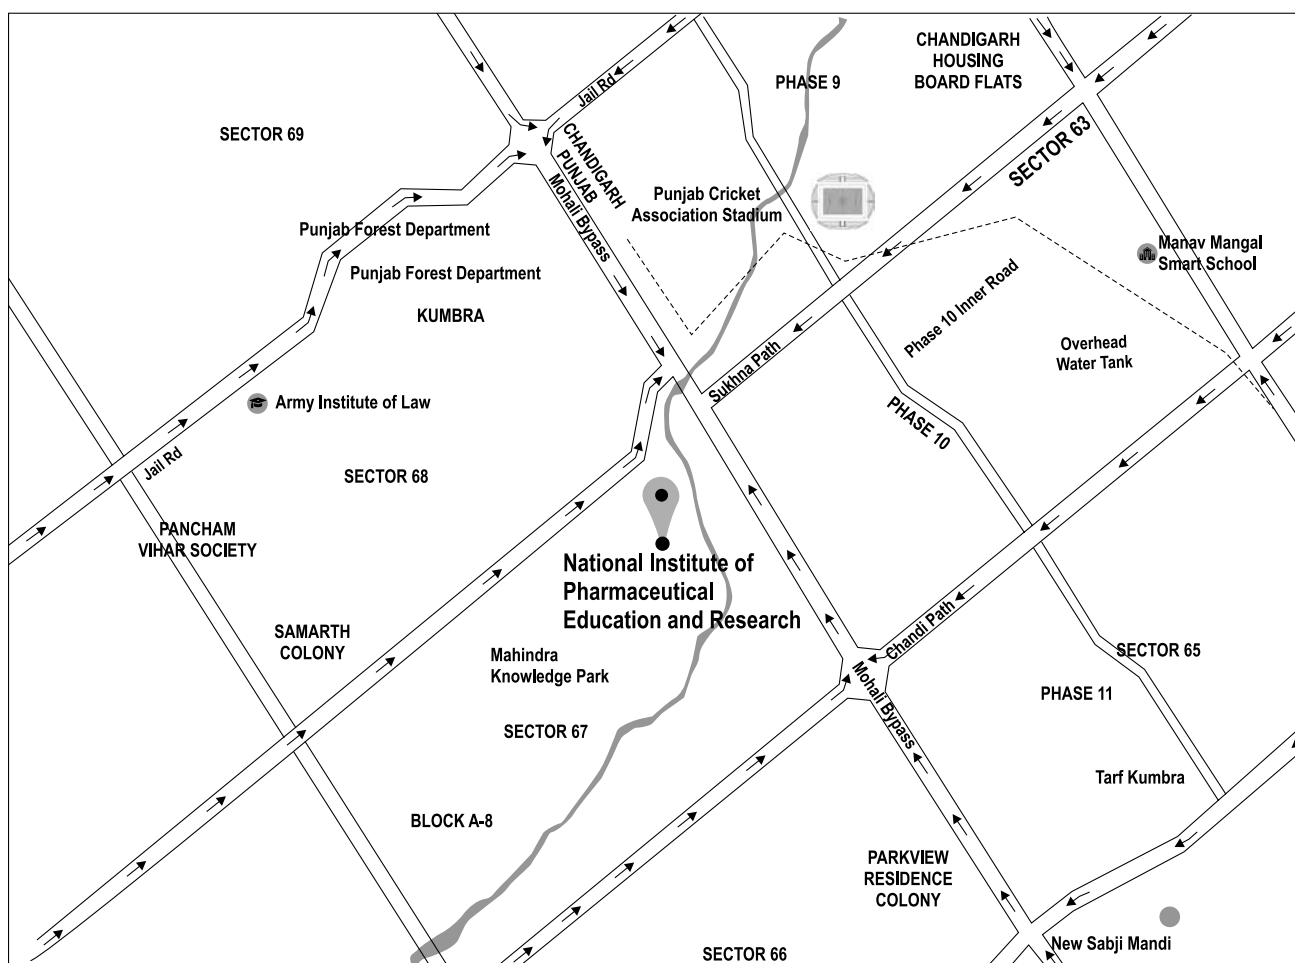 CHANDIGARH
HOUSING
BOARD FLATS
PHASE 9
Jail Rd
SECTOR 69
CHANDIGARH
PUNJAB
Mohali Bypass
SECTOR 63
Punjab Cricket
Association Stadium
Punjab Forest Department
Manav Mangal
Smart School
Punjab Forest Department
KUMBRA
Phase 10 Inner Road
Overhead
Water Tank
Sukhna Path
Army Institute of Law
PHASE 10
Jail Rd
SECTOR 68
PANCHAM
VIHAR SOCIETY
National Institute of
Pharmaceutical
Education and Research
SAMARTH
COLONY
Chandi Path
Mahindra
Knowledge Park
SECTOR 65
Mohali Bypass
PHASE 11
SECTOR 67
Tarf Kumbra
BLOCK A-8
PARKVIEW
RESIDENCE
COLONY
New Sabji Mandi
SECTOR 66